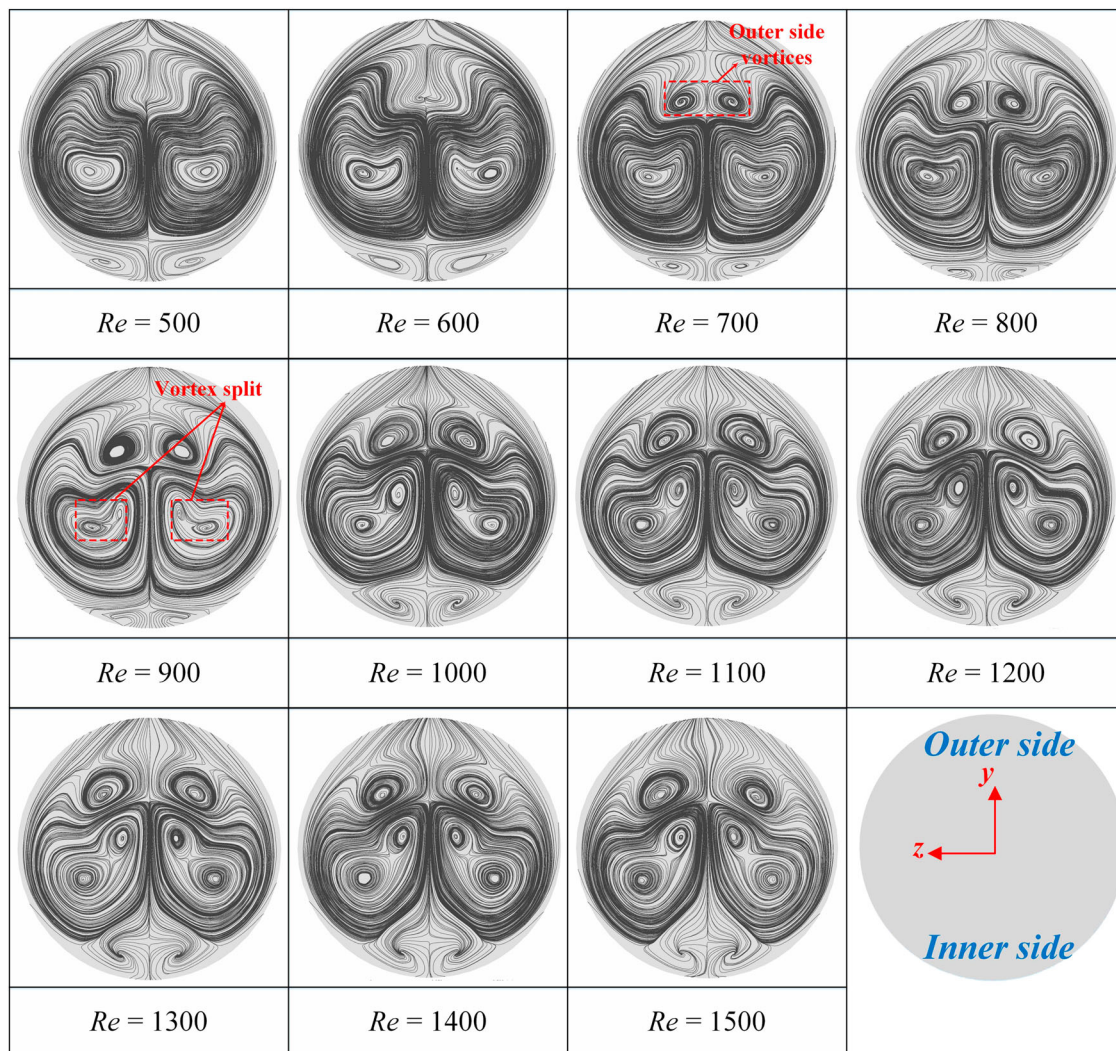 Outer side
vortices
Re = 500
Re = 600
Re = 700
Re = 800
Vortex split
Re = 900
Re = 1000
Re = 1100
Re = 1200
Outer side
y
z
Inner side
Re = 1300
Re = 1400
Re = 1500